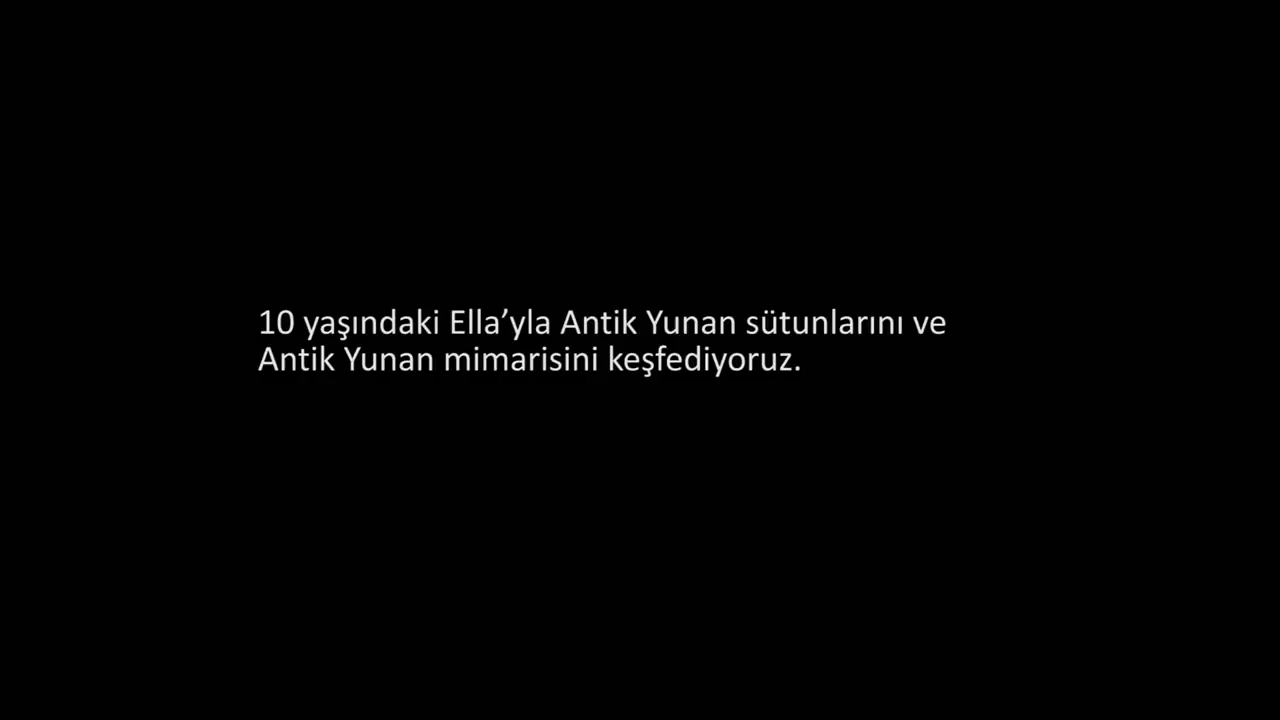 10 yaşındaki Ella’yla Antik Yunan sütunlarını ve
Antik Yunan mimarisini keşfediyoruz.